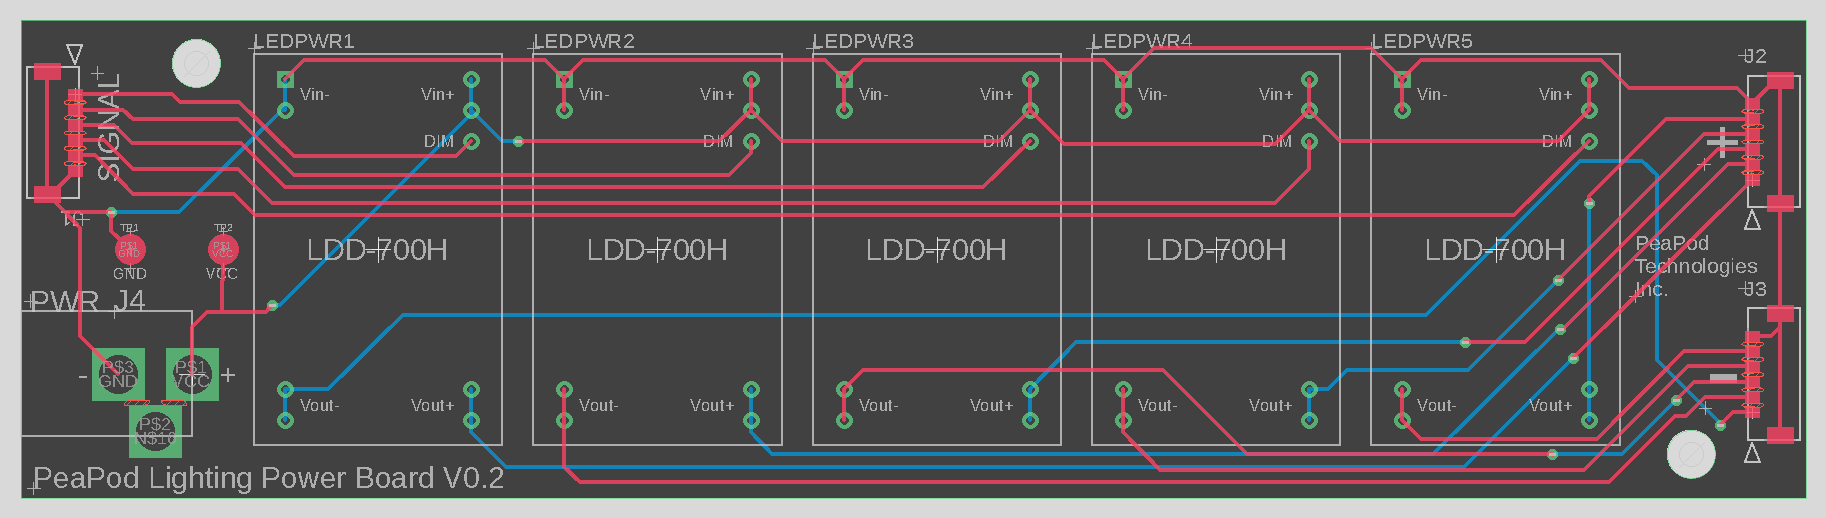 LEDPWR1
LEDPWR2
LEDPWR3
LEDPWR4
LEDPWR5
J2
SIGNAL
Vin-
Vin+
DIM
Vin-
Vin+
DIM
Vin-
Vin+
DIM
Vin-
Vin+
DIM
Vin-
Vin+
DIM
+
TP1
TP2
P$1
GND
P$1
VCC
GND
VCC
LDD-700H
LDD-700H
LDD-700H
LDD-700H
LDD-700H
PeaPod
Technologies
Inc.
J3
PWR J4
P$3
GND
P$1
VCC
-
+
P$2
N$16
Vout-
Vout+
Vout-
Vout+
Vout-
Vout+
Vout-
Vout+
Vout-
Vout+
-
PeaPod Lighting Power Board V0.2